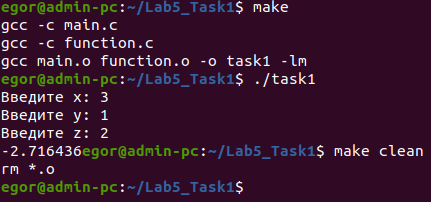 egor@admin-pc:~/Lab5_Task1$ make
gcc -c main.c
gcc -c function.c
gcc main.o function.o -o task1 -lm
egor@admin-pc:~/Lab5_Task1$ ./task1
Введите x: 3
Введите y: 1
Введите z: 2
-2.716436egor@admin-pc:~/Lab5_Task1$ make clean
rm *.o
egor@admin-pc:~/Lab5_Task1$